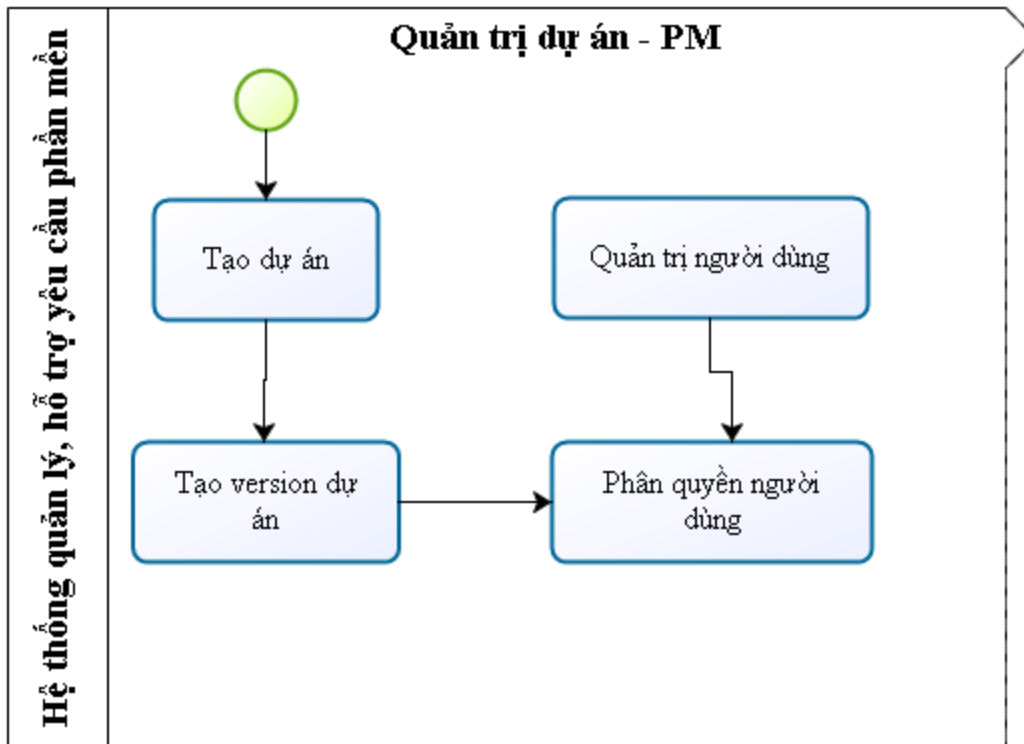 Hệ thống quản lý, hỗ trợ yêu cầu phần mền
Quản trị dự án - PM
Tạo dự án
Quản trị người dùng
Tạo version dự
án
Phân quyền người
dùng